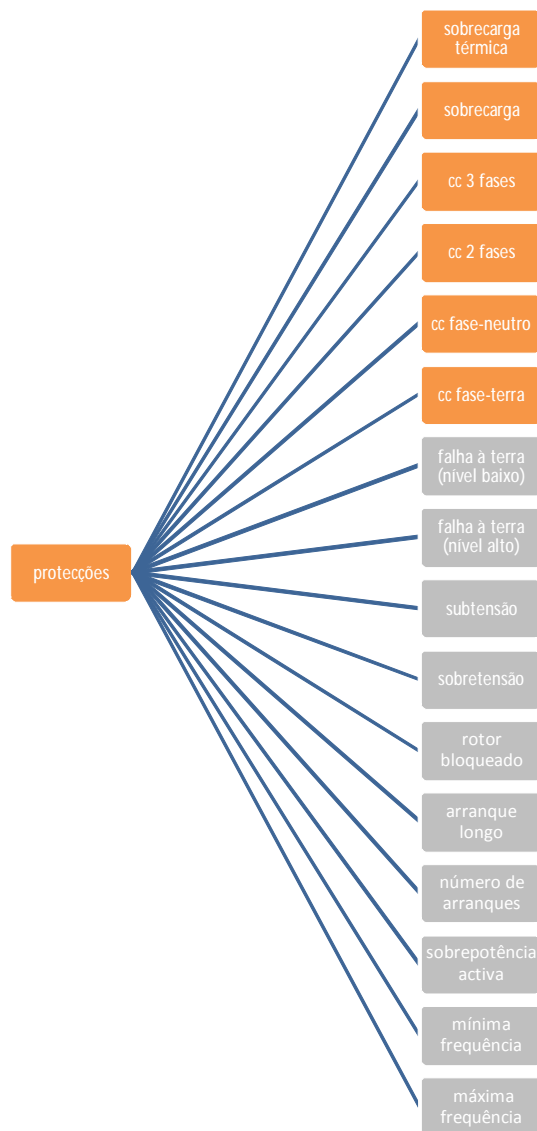 sobrecarga
térmica
sobrecarga
cc 3 fases
cc 2 fases
cc fase-neutro
cc fase-terra
falha à terra
(nível baixo)
falha à terra
(nível alto)
protecções
subtensão
sobretensão
rotor
bloqueado
arranque
longo
número de
arranques
sobrepotência
activa
mínima
frequência
máxima
frequência